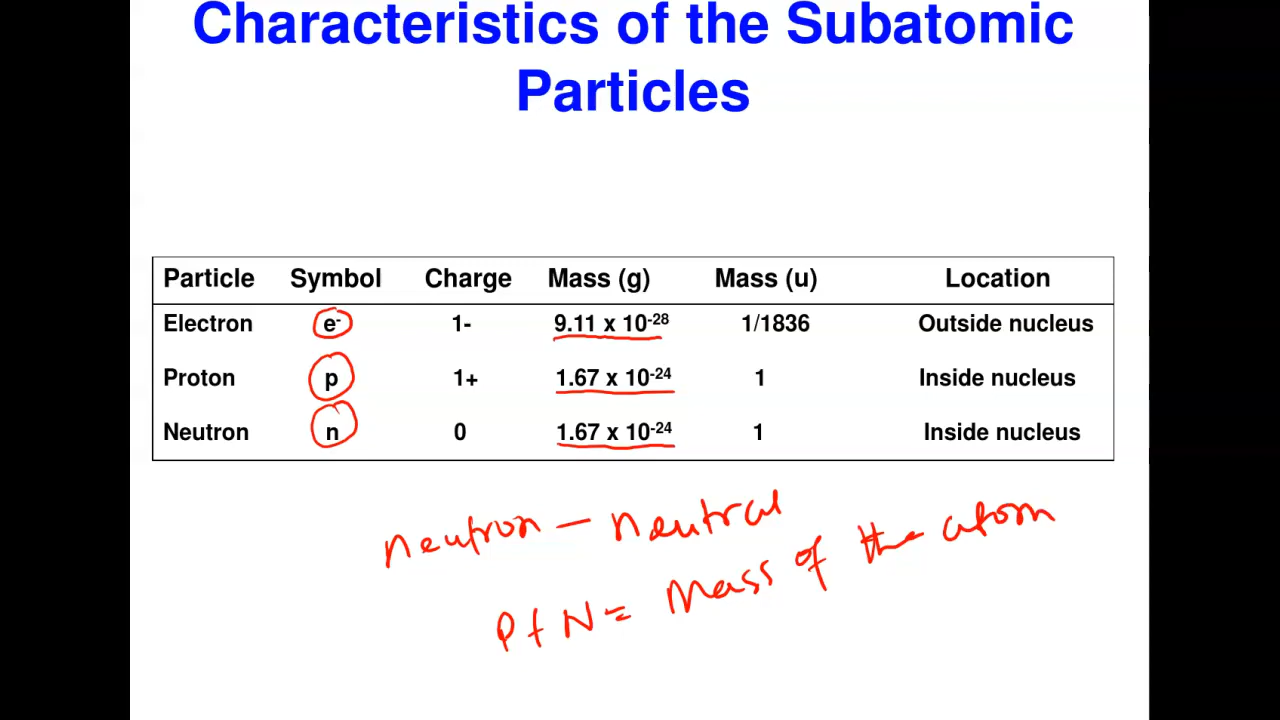 Characteristics of the Subatomic
Particles
Particle Symbol Charge Mass (g) Mass (u) Location
Electron e⁻ 1- 9.11 x 10⁻²⁸ 1/1836 Outside nucleus
Proton p 1+ 1.67 x 10⁻²⁴ 1 Inside nucleus
Neutron n 0 1.67 x 10⁻²⁴ 1 Inside nucleus
neutron – neutral
P + N = Mass of the atom